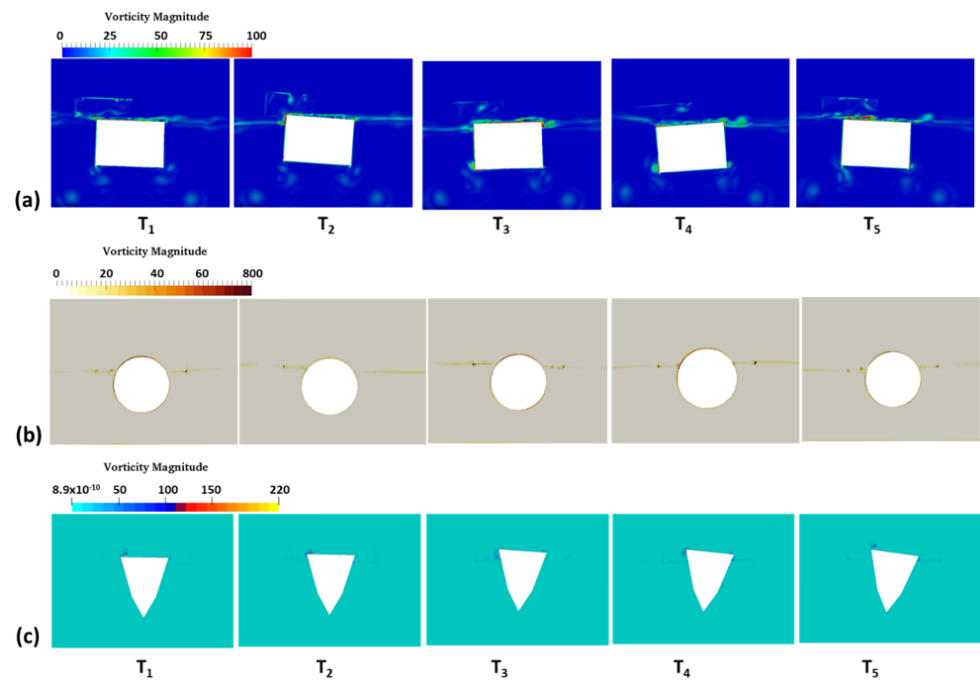 Vorticity Magnitude
0 25 50 75 100
(a)
T₁ T₂ T₃ T₄ T₅
Vorticity Magnitude
0 20 40 60 800
(b)
Vorticity Magnitude
8.9x10⁻¹⁰ 50 100 150 220
(c)
T₁ T₂ T₃ T₄ T₅